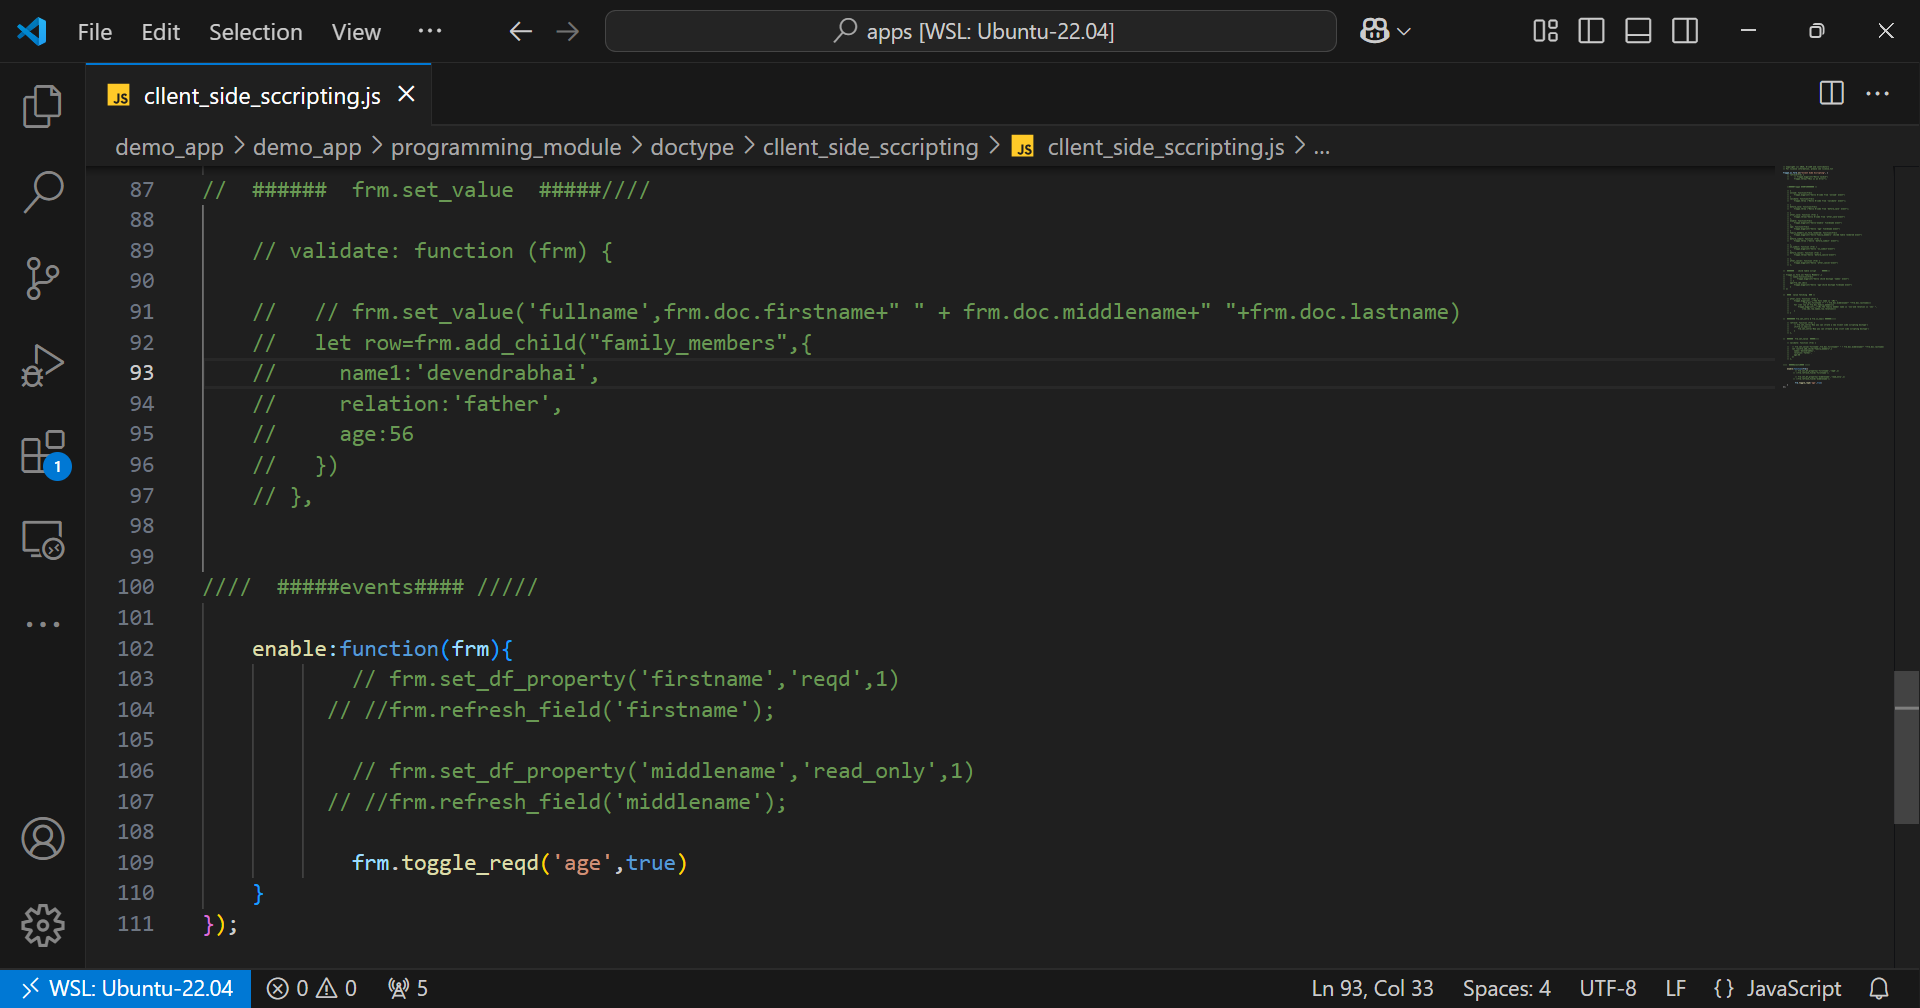 File Edit Selection View ··· apps [WSL: Ubuntu-22.04]
JS cllent_side_sccripting.js
demo_app > demo_app > programming_module > doctype > cllent_side_sccripting > JS cllent_side_sccripting.js > ...
87 // ###### frm.set_value #####////
88
89 // validate: function (frm) {
90
91 // // frm.set_value('fullname',frm.doc.firstname+" " + frm.doc.middlename+" "+frm.doc.lastname)
92 // let row=frm.add_child("family_members",{
93 // name1:'devendrabhai',
94 // relation:'father',
95 // age:56
96 // })
97 // },
98
99
100 //// #####events#### /////
101
102 enable:function(frm){
103 // frm.set_df_property('firstname','reqd',1)
104 // //frm.refresh_field('firstname');
105
106 // frm.set_df_property('middlename','read_only',1)
107 // //frm.refresh_field('middlename');
108
109 frm.toggle_reqd('age',true)
110 }
111 });
1
WSL: Ubuntu-22.04 0 0 5 Ln 93, Col 33 Spaces: 4 UTF-8 LF {} JavaScript